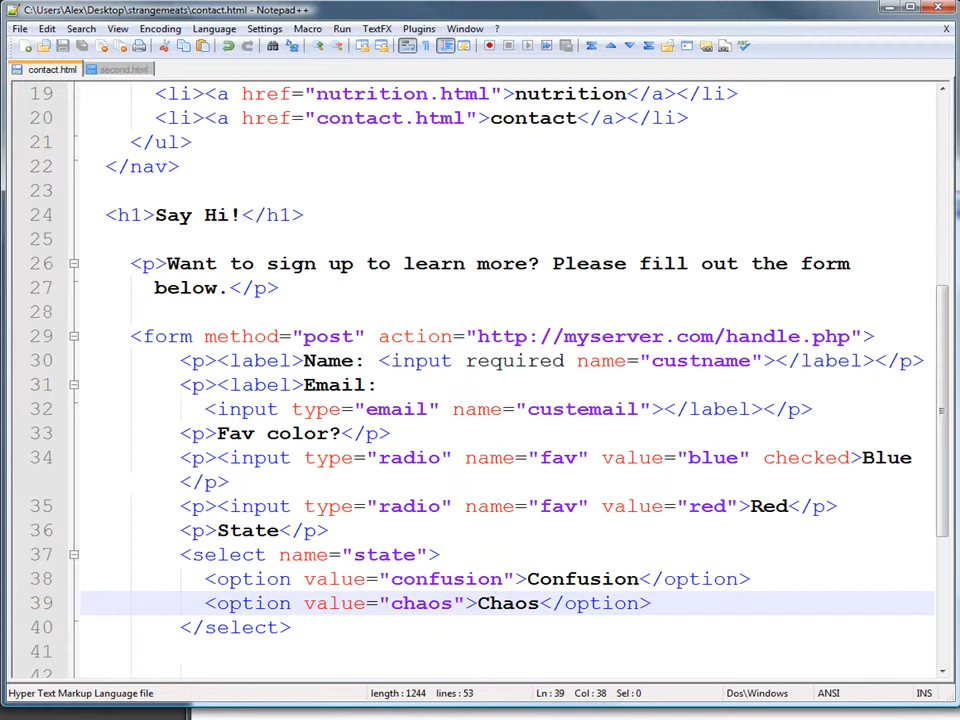 C:\Users\Alex\Desktop\strangemeats\contact.html - Notepad++
File Edit Search View Encoding Language Settings Macro Run TextFX Plugins Window ? X
contact.html second.html
19 <li><a href="nutrition.html">nutrition</a></li>
20 <li><a href="contact.html">contact</a></li>
21 </ul>
22 </nav>
23
24 <h1>Say Hi!</h1>
25
26 <p>Want to sign up to learn more? Please fill out the form
27 below.</p>
28
29 <form method="post" action="http://myserver.com/handle.php">
30 <p><label>Name: <input required name="custname"></label></p>
31 <p><label>Email:
32 <input type="email" name="custemail"></label></p>
33 <p>Fav color?</p>
34 <p><input type="radio" name="fav" value="blue" checked>Blue
</p>
35 <p><input type="radio" name="fav" value="red">Red</p>
36 <p>State</p>
37 <select name="state">
38 <option value="confusion">Confusion</option>
39 <option value="chaos">Chaos</option>
40 </select>
41
42
Hyper Text Markup Language file length : 1244 lines : 53 Ln : 39 Col : 38 Sel : 0 Dos\Windows ANSI INS